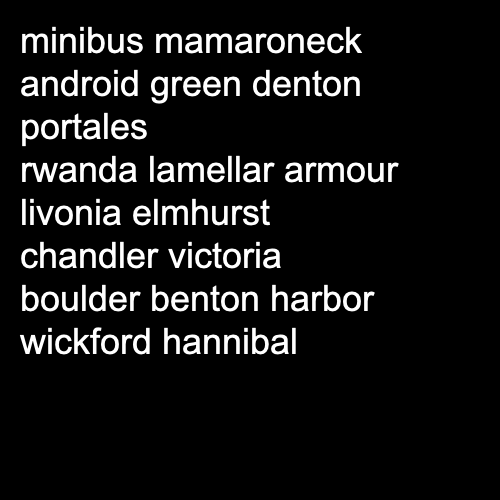 minibus mamaroneck
android green denton
portales
rwanda lamellar armour
livonia elmhurst
chandler victoria
boulder benton harbor
wickford hannibal